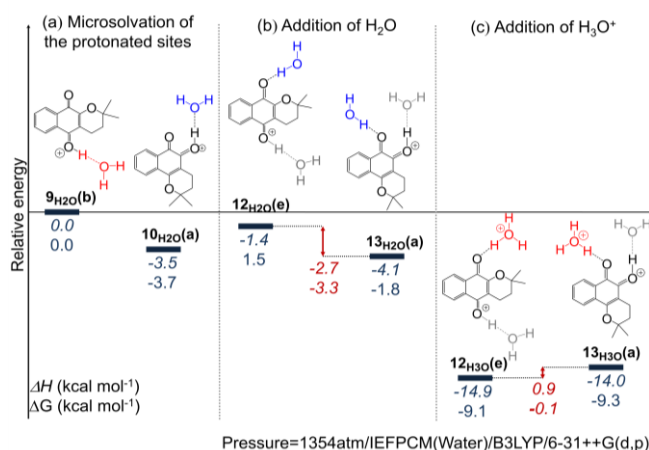 (a) Microsolvation of the protonated sites
(b) Addition of H₂O
(c) Addition of H₃O⁺
Relative energy
O
O
⊕
H
H
O
H
9H₂O(b)
0.0
0.0
H
H
O
H
O
O
⊕
O
10H₂O(a)
-3.5
-3.7
H
H
O
O
O
O
⊕
H
H
O
H
12H₂O(e)
-1.4
1.5
-2.7
-3.3
H
O
H
H
H
O
H
O
O
⊕
O
13H₂O(a)
-4.1
-1.8
H
H
O
⊕
H
O
O
O
⊕
H
H
O
H
12H₃O(e)
-14.9
-9.1
0.9
-0.1
H
H
O
⊕
H
H
H
O
H
O
O
⊕
O
13H₃O(a)
-14.0
-9.3
ΔH (kcal mol⁻¹)
ΔG (kcal mol⁻¹)
Pressure=1354atm/IEFPCM(Water)/B3LYP/6-31++G(d,p)